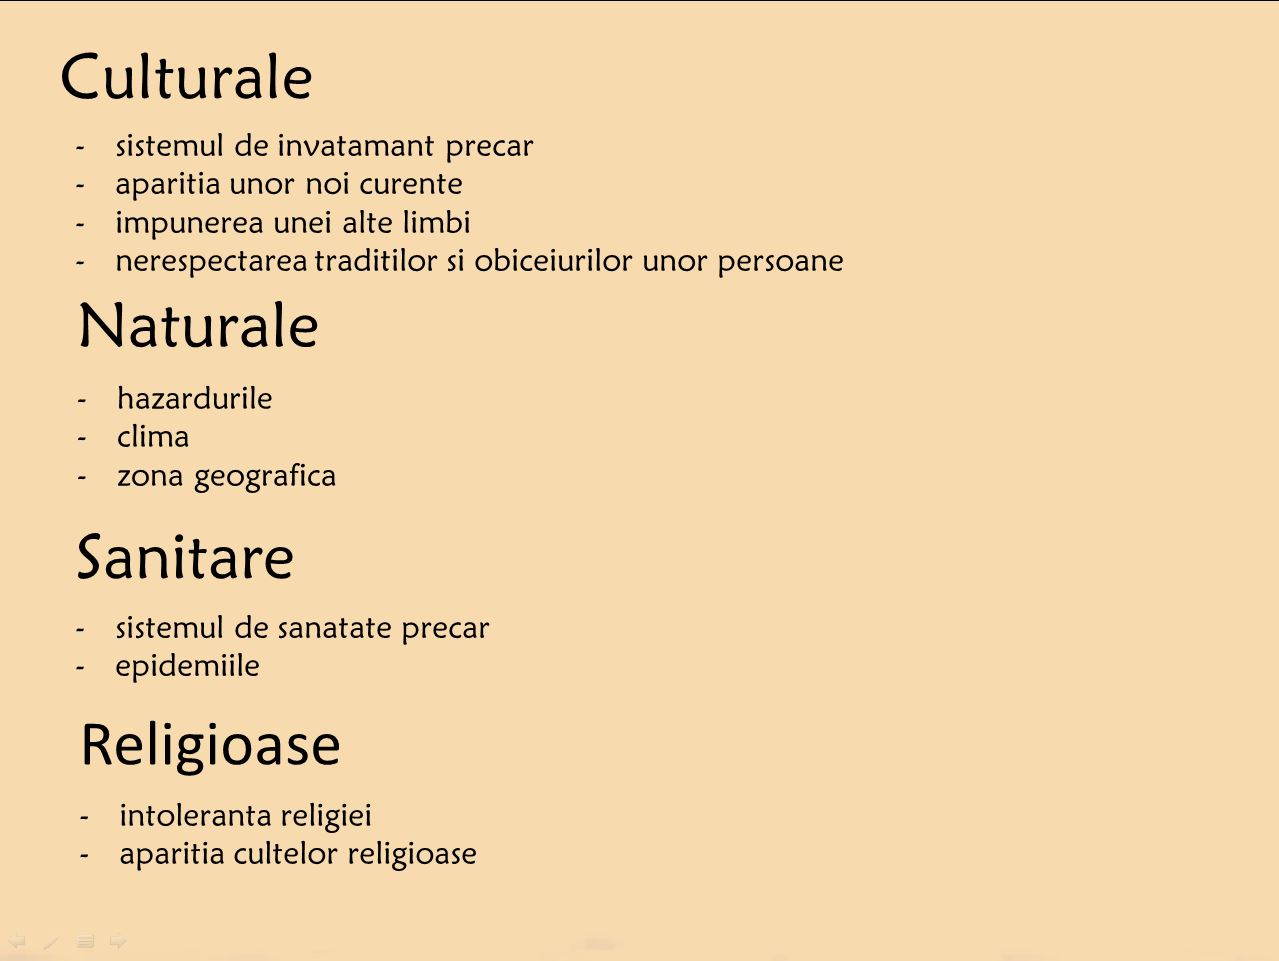 Culturale
- sistemul de invatamant precar
- aparitia unor noi curente
- impunerea unei alte limbi
- nerespectarea traditilor si obiceiurilor unor persoane
Naturale
- hazardurile
- clima
- zona geografica
Sanitare
- sistemul de sanatate precar
- epidemiile
Religioase
- intoleranta religiei
- aparitia cultelor religioase